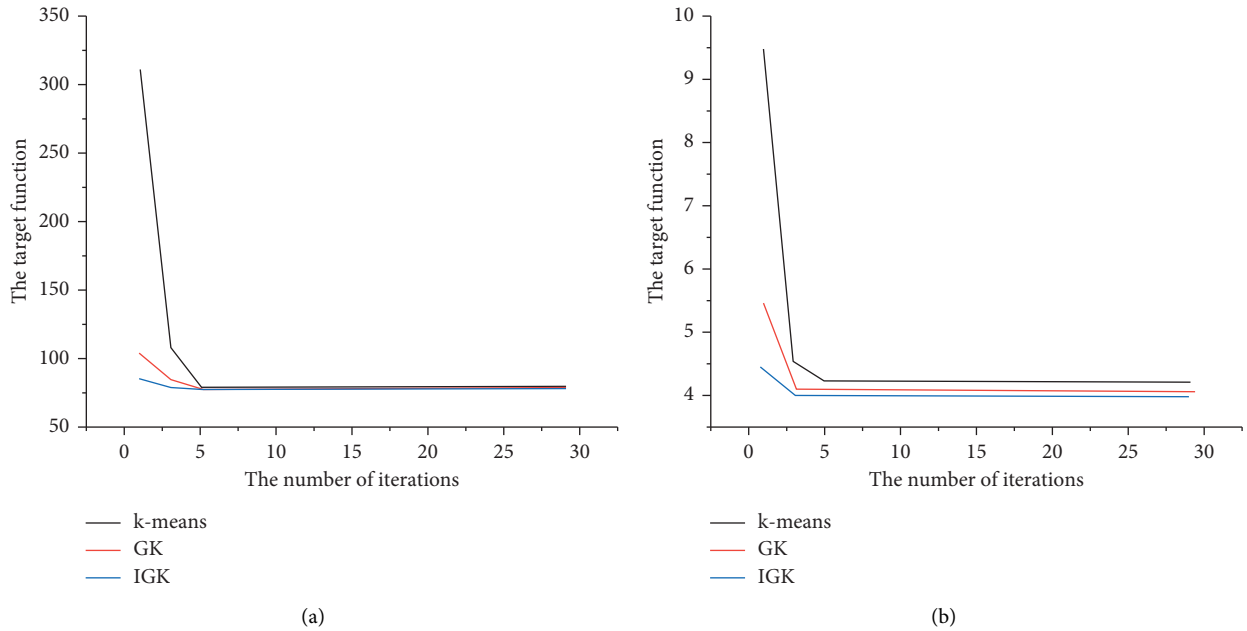 350
300
250
200
150
100
50
The target function
0 5 10 15 20 25 30
The number of iterations
k-means
GK
IGK
(a)
10
9
8
7
6
5
4
The target function
0 5 10 15 20 25 30
The number of iterations
k-means
GK
IGK
(b)